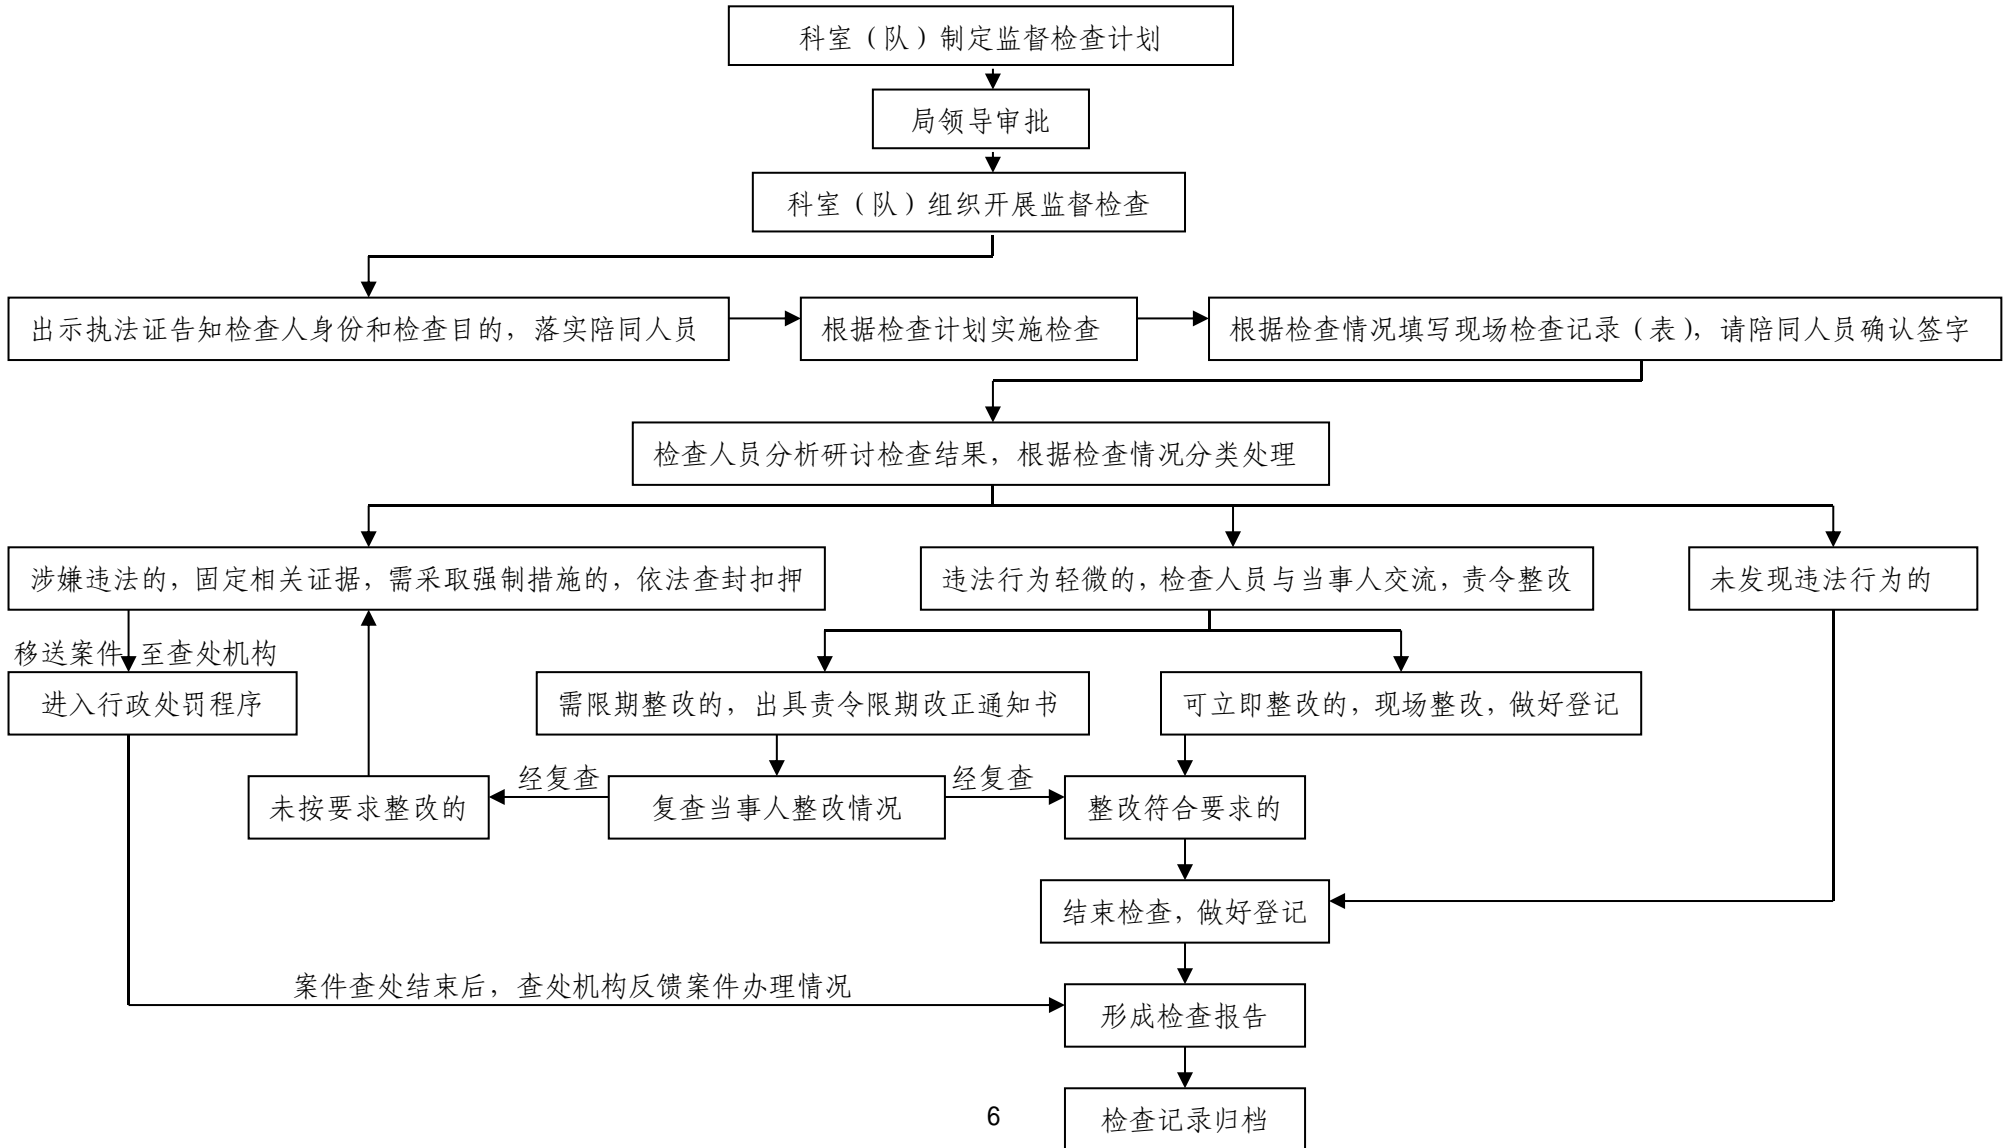 科室（队）制定监督检查计划
局领导审批
科室（队）组织开展监督检查
出示执法证告知检查人身份和检查目的，落实陪同人员
根据检查计划实施检查
根据检查情况填写现场检查记录（表），请陪同人员确认签字
检查人员分析研讨检查结果，根据检查情况分类处理
涉嫌违法的，固定相关证据，需采取强制措施的，依法查封扣押
违法行为轻微的，检查人员与当事人交流，责令整改
未发现违法行为的
移送案件 至查处机构
进入行政处罚程序
需限期整改的，出具责令限期改正通知书
可立即整改的，现场整改，做好登记
未按要求整改的
经复查
复查当事人整改情况
经复查
整改符合要求的
结束检查，做好登记
案件查处结束后，查处机构反馈案件办理情况
形成检查报告
6
检查记录归档